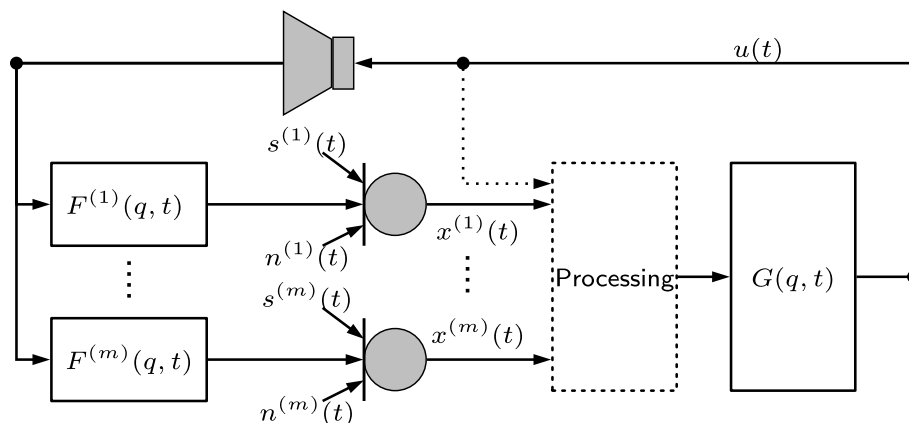 u(t)
s^{(1)}(t)
F^{(1)}(q, t)
x^{(1)}(t)
n^{(1)}(t)
Processing
G(q, t)
s^{(m)}(t)
x^{(m)}(t)
F^{(m)}(q, t)
n^{(m)}(t)